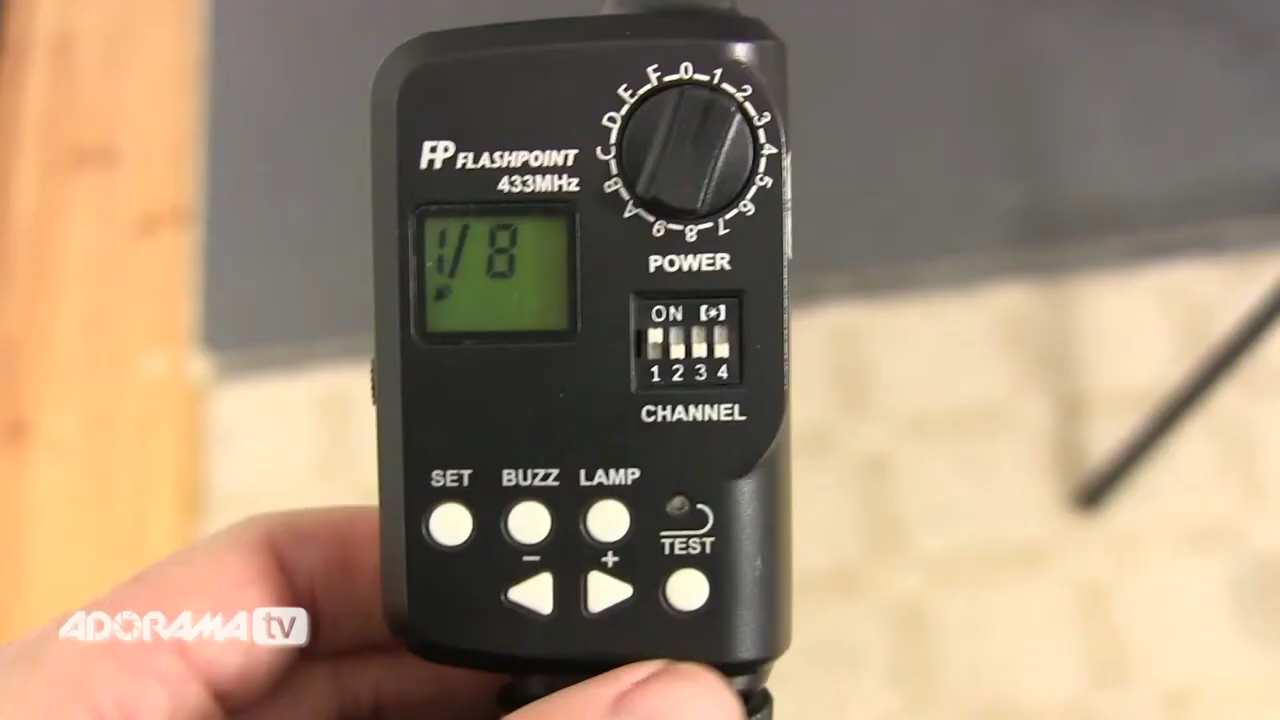 F 0 1 2 3 4 5 6 7 8 9 A B C D E
FP FLASHPOINT
433MHz
1/8
POWER
ON [*]
1 2 3 4
CHANNEL
SET BUZZ LAMP
TEST
− +
ADORAMA tv